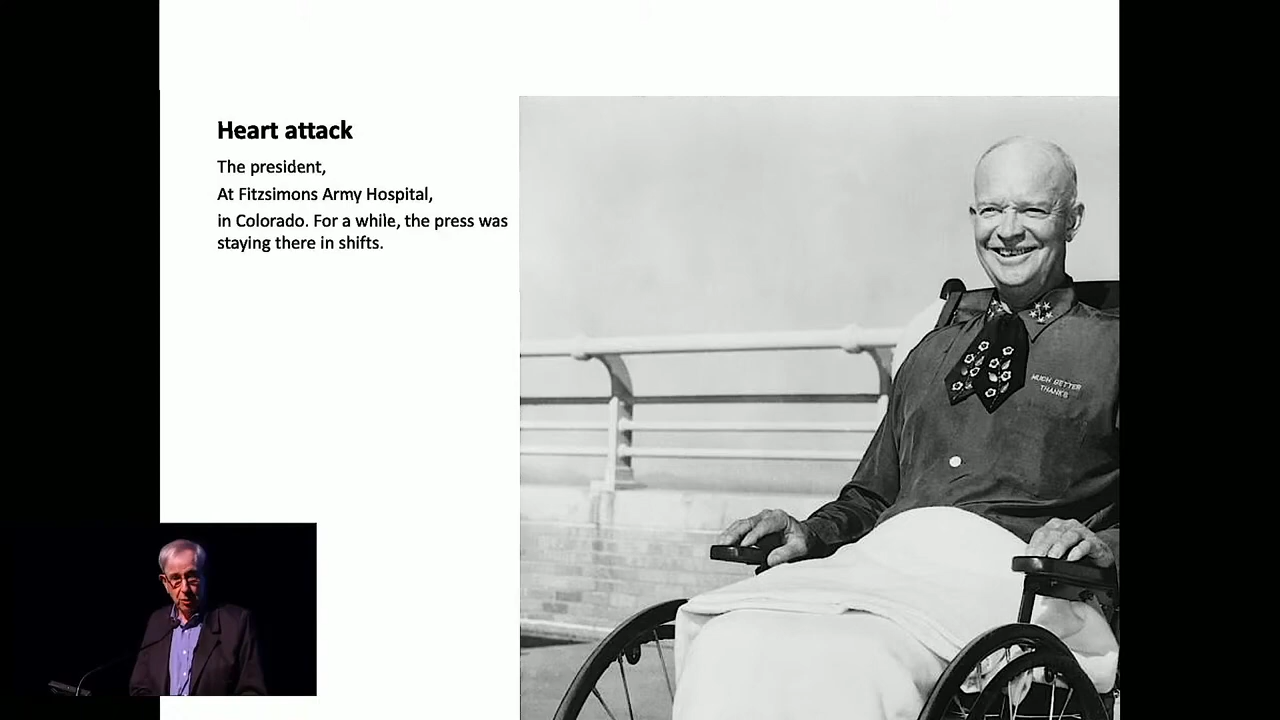 Heart attack
The president,
At Fitzsimons Army Hospital,
in Colorado. For a while, the press was
staying there in shifts.
MUCH BETTER
THANKS